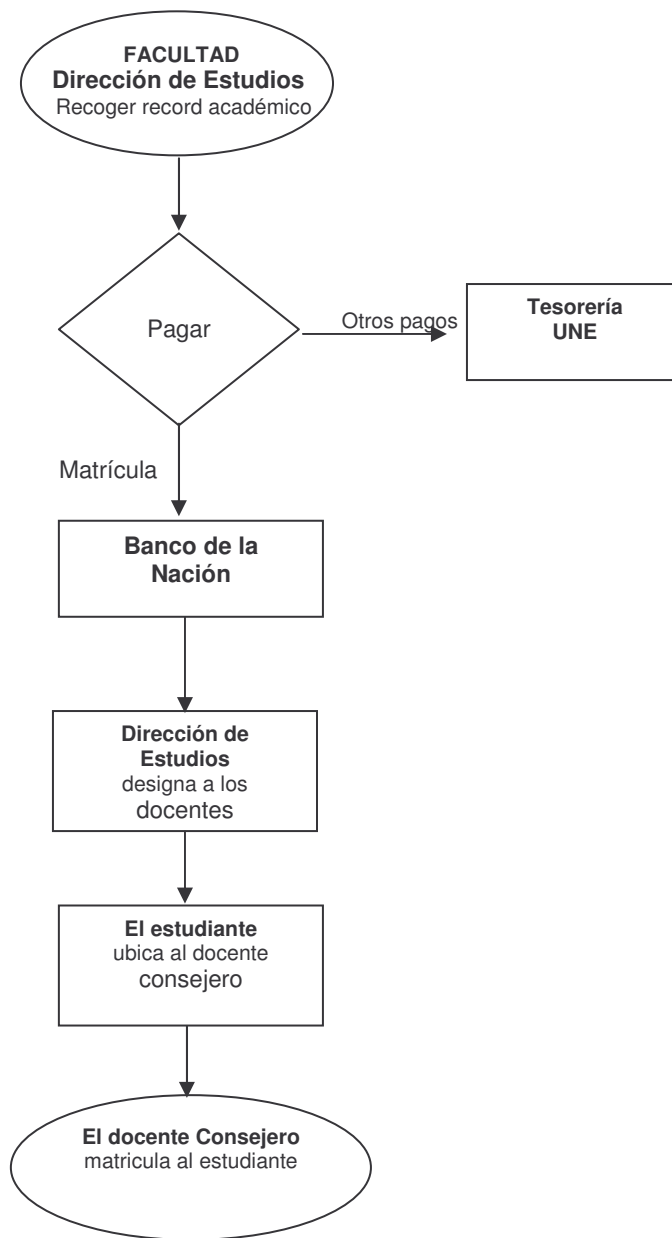 FACULTAD
Dirección de Estudios
Recoger record académico
Pagar
Otros pagos
Tesorería
UNE
Matrícula
Banco de la
Nación
Dirección de
Estudios
designa a los
docentes
El estudiante
ubica al docente
consejero
El docente Consejero
matricula al estudiante